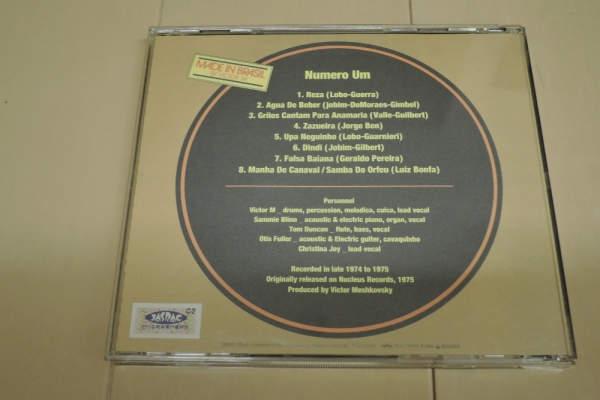 MADE IN BRASIL
Numero Um
1. Reza (Lobo-Guerra)
2. Agua De Beber (jobim-DeMoraes-Gimbel)
3. Grilos Cantam Para Anamaria (Valle-Guilbert)
4. Zazueira (Jorge Ben)
5. Upa Neguinho (Lobo-Guarnieri)
6. Dindi (Jobim-Gilbert)
7. Falsa Baiana (Geraldo Pereira)
8. Manha De Canaval / Samba Do Orfeu (Luiz Bonfa)
Personnel
Victor M _ drums, percussion, melodica, cuica, lead vocal
Sammie Blion _ acoustic & electric piano, organ, vocal
Tom Duncan _ flute, bass, vocal
Otis Fuller _ acoustic & Electric guiter, cavaquinho
Christina Joy _ lead vocal
Recorded in late 1974 to 1975
Originally released on Nucleus Records, 1975
Produced by Victor Meshkovsky
C2
JASRAC